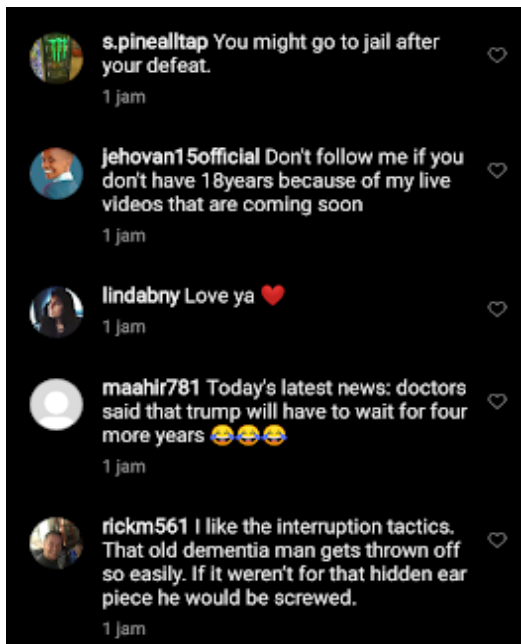 s.pinealltap You might go to jail after
your defeat.
1 jam
jehovan15official Don't follow me if you
don't have 18years because of my live
videos that are coming soon
1 jam
lindabny Love ya ❤️
1 jam
maahir781 Today's latest news: doctors
said that trump will have to wait for four
more years 😂😂😂
1 jam
rickm561 I like the interruption tactics.
That old dementia man gets thrown off
so easily. If it weren't for that hidden ear
piece he would be screwed.
1 jam